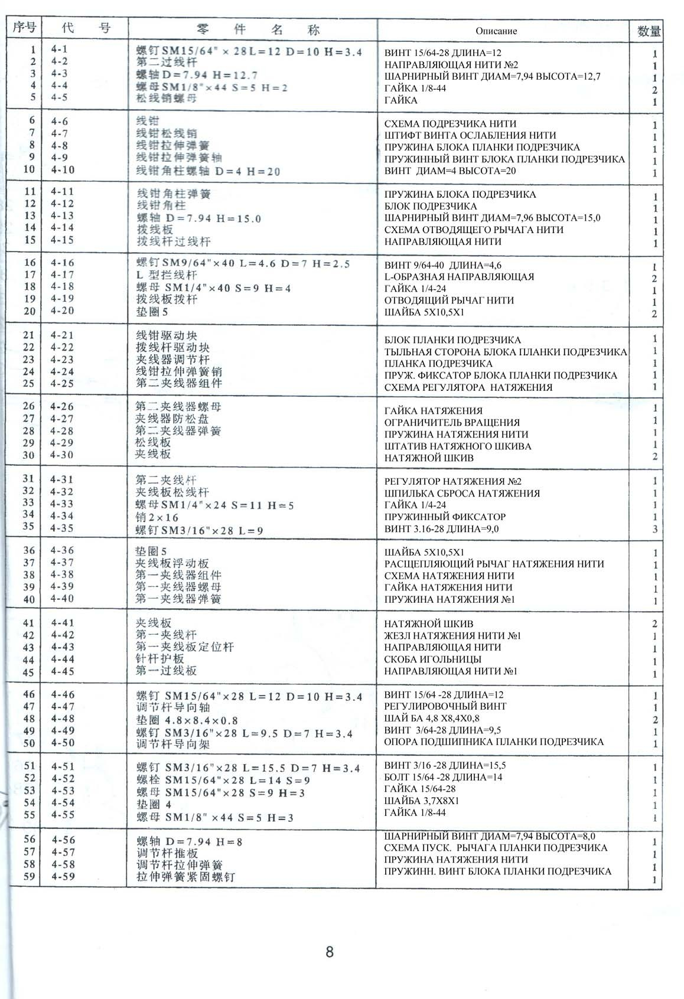 序号 代 号 零 件 名 称 Описание 数量
1 4-1 螺钉 SM15/64" × 28 L=12 D=10 H=3.4 ВИНТ 15/64-28 ДЛИНА=12 1
2 4-2 第二过线杆 НАПРАВЛЯЮЩАЯ НИТИ №2 1
3 4-3 螺轴 D=7.94 H=12.7 ШАРНИРНЫЙ ВИНТ ДИАМ=7,94 ВЫСОТА=12,7 1
4 4-4 螺母 SM1/8"×44 S=5 H=2 ГАЙКА 1/8-44 2
5 4-5 松线销螺母 ГАЙКА 1
6 4-6 线钳 СХЕМА ПОДРЕЗЧИКА НИТИ 1
7 4-7 线钳松线销 ШТИФТ ВИНТА ОСЛАБЛЕНИЯ НИТИ 1
8 4-8 线钳拉伸弹簧 ПРУЖИНА БЛОКА ПЛАНКИ ПОДРЕЗЧИКА 1
9 4-9 线钳拉伸弹簧轴 ПРУЖИННЫЙ ВИНТ БЛОКА ПЛАНКИ ПОДРЕЗЧИКА 1
10 4-10 线钳角柱螺轴 D=4 H=20 ВИНТ ДИАМ=4 ВЫСОТА=20 1
11 4-11 线钳角柱弹簧 ПРУЖИНА БЛОКА ПОДРЕЗЧИКА 1
12 4-12 线钳角柱 БЛОК ПОДРЕЗЧИКА 1
13 4-13 螺轴 D=7.94 H=15.0 ШАРНИРНЫЙ ВИНТ ДИАМ=7,96 ВЫСОТА=15,0 1
14 4-14 拨线板 СХЕМА ОТВОДЯЩЕГО РЫЧАГА НИТИ 1
15 4-15 拨线杆过线杆 НАПРАВЛЯЮЩАЯ НИТИ 1
16 4-16 螺钉 SM9/64"×40 L=4.6 D=7 H=2.5 ВИНТ 9/64-40 ДЛИНА=4,6 1
17 4-17 L 型拦线杆 L-ОБРАЗНАЯ НАПРАВЛЯЮЩАЯ 2
18 4-18 螺母 SM1/4"×40 S=9 H=4 ГАЙКА 1/4-24 1
19 4-19 拨线板拨杆 ОТВОДЯЩИЙ РЫЧАГ НИТИ 1
20 4-20 垫圈 5 ШАЙБА 5X10,5X1 2
21 4-21 线钳驱动块 БЛОК ПЛАНКИ ПОДРЕЗЧИКА 1
22 4-22 拨线杆驱动块 ТЫЛЬНАЯ СТОРОНА БЛОКА ПЛАНКИ ПОДРЕЗЧИКА 1
23 4-23 夹线器调节杆 ПЛАНКА ПОДРЕЗЧИКА 1
24 4-24 线钳拉伸弹簧销 ПРУЖ. ФИКСАТОР БЛОКА ПЛАНКИ ПОДРЕЗЧИКА 1
25 4-25 第二夹线器组件 СХЕМА РЕГУЛЯТОРА НАТЯЖЕНИЯ 1
26 4-26 第二夹线器螺母 ГАЙКА НАТЯЖЕНИЯ 1
27 4-27 夹线器防松盘 ОГРАНИЧИТЕЛЬ ВРАЩЕНИЯ 1
28 4-28 第二夹线器弹簧 ПРУЖИНА НАТЯЖЕНИЯ НИТИ 1
29 4-29 松线板 ШТАТИВ НАТЯЖНОГО ШКИВА 1
30 4-30 夹线板 НАТЯЖНОЙ ШКИВ 2
31 4-31 第二夹线杆 РЕГУЛЯТОР НАТЯЖЕНИЯ №2 1
32 4-32 夹线板松线杆 ШПИЛЬКА СБРОСА НАТЯЖЕНИЯ 1
33 4-33 螺母 SM1/4"×24 S=11 H=5 ГАЙКА 1/4-24 1
34 4-34 销 2×16 ПРУЖИННЫЙ ФИКСАТОР 1
35 4-35 螺钉 SM3/16"×28 L=9 ВИНТ 3.16-28 ДЛИНА=9,0 3
36 4-36 垫圈 5 ШАЙБА 5X10,5X1 1
37 4-37 夹线板浮动板 РАСЩЕПЛЯЮЩИЙ РЫЧАГ НАТЯЖЕНИЯ НИТИ 1
38 4-38 第一夹线器组件 СХЕМА НАТЯЖЕНИЯ НИТИ 1
39 4-39 第一夹线器螺母 ГАЙКА НАТЯЖЕНИЯ НИТИ 1
40 4-40 第一夹线器弹簧 ПРУЖИНА НАТЯЖЕНИЯ №1 1
41 4-41 夹线板 НАТЯЖНОЙ ШКИВ 2
42 4-42 第一夹线杆 ЖЕЗЛ НАТЯЖЕНИЯ НИТИ №1 1
43 4-43 第一夹线板定位杆 НАПРАВЛЯЮЩАЯ НИТИ 1
44 4-44 针杆护板 СКОБА ИГОЛЬНИЦЫ 1
45 4-45 第一过线板 НАПРАВЛЯЮЩАЯ НИТИ №1 1
46 4-46 螺钉 SM15/64"×28 L=12 D=10 H=3.4 ВИНТ 15/64 -28 ДЛИНА=12 1
47 4-47 调节杆导向轴 РЕГУЛИРОВОЧНЫЙ ВИНТ 1
48 4-48 垫圈 4.8×8.4×0.8 ШАЙ БА 4,8 X8,4X0,8 2
49 4-49 螺钉 SM3/16"×28 L=9.5 D=7 H=3.4 ВИНТ 3/64-28 ДЛИНА=9,5 1
50 4-50 调节杆导向架 ОПОРА ПОДШИПНИКА ПЛАНКИ ПОДРЕЗЧИКА 1
51 4-51 螺钉 SM3/16"×28 L=15.5 D=7 H=3.4 ВИНТ 3/16 -28 ДЛИНА=15,5 1
52 4-52 螺栓 SM15/64"×28 L=14 S=9 БОЛТ 15/64 -28 ДЛИНА=14 1
53 4-53 螺母 SM15/64"×28 S=9 H=3 ГАЙКА 15/64-28 1
54 4-54 垫圈 4 ШАЙБА 3,7X8X1 1
55 4-55 螺母 SM1/8" ×44 S=5 H=3 ГАЙКА 1/8-44 1
56 4-56 螺轴 D=7.94 H=8 ШАРНИРНЫЙ ВИНТ ДИАМ=7,94 ВЫСОТА=8,0 1
57 4-57 调节杆推板 СХЕМА ПУСК. РЫЧАГА ПЛАНКИ ПОДРЕЗЧИКА 1
58 4-58 调节杆拉伸弹簧 ПРУЖИНА НАТЯЖЕНИЯ НИТИ 1
59 4-59 拉伸弹簧紧固螺钉 ПРУЖИНН. ВИНТ БЛОКА ПЛАНКИ ПОДРЕЗЧИКА 1
8